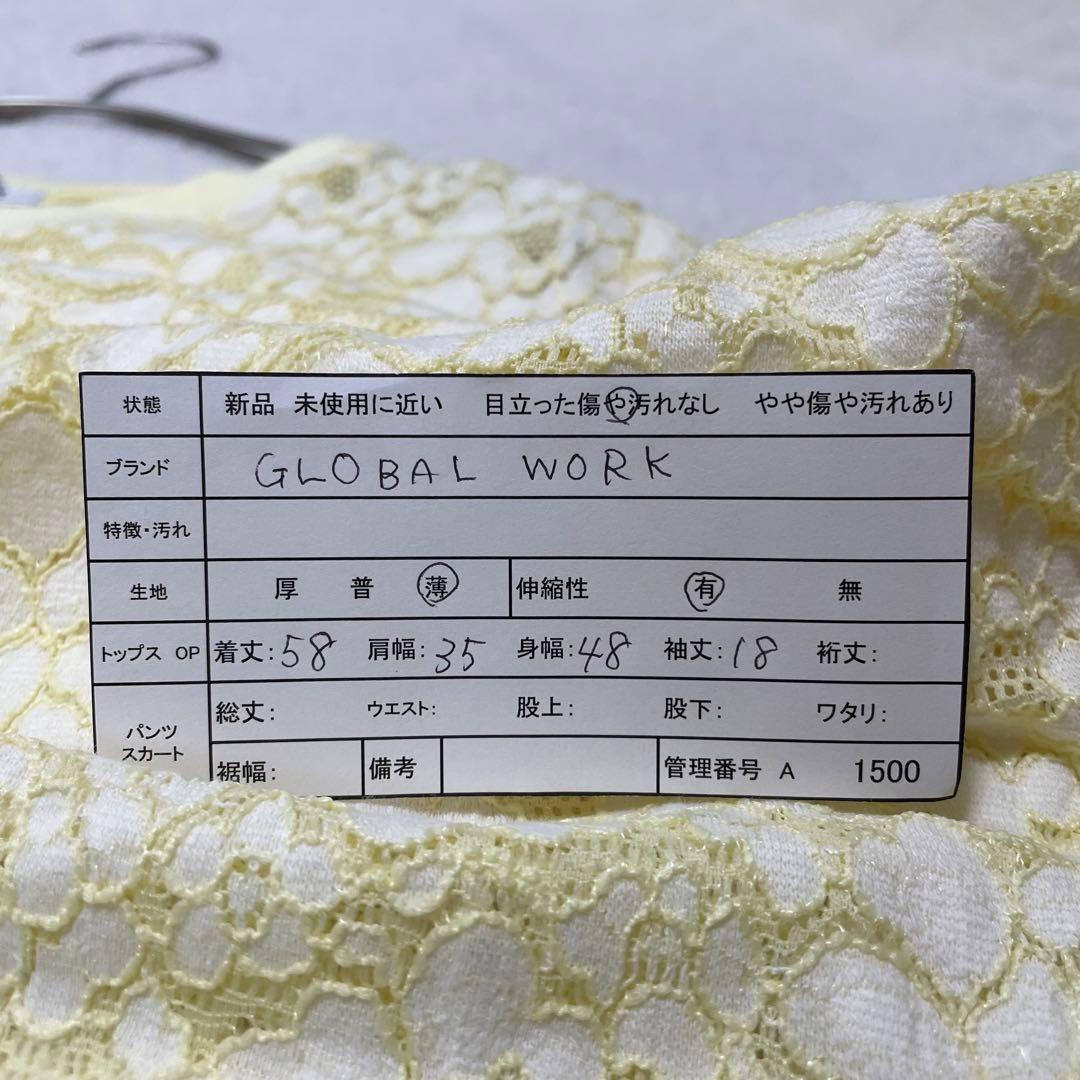 状態 新品 未使用に近い 目立った傷や汚れなし やや傷や汚れあり
ブランド GLOBAL WORK
特徴・汚れ
生地 厚 普 薄 伸縮性 有 無
トップス OP 着丈:58 肩幅:35 身幅:48 袖丈:18 裄丈:
パンツ スカート 総丈: ウエスト: 股上: 股下: ワタリ:
裾幅: 備考 管理番号 A 1500